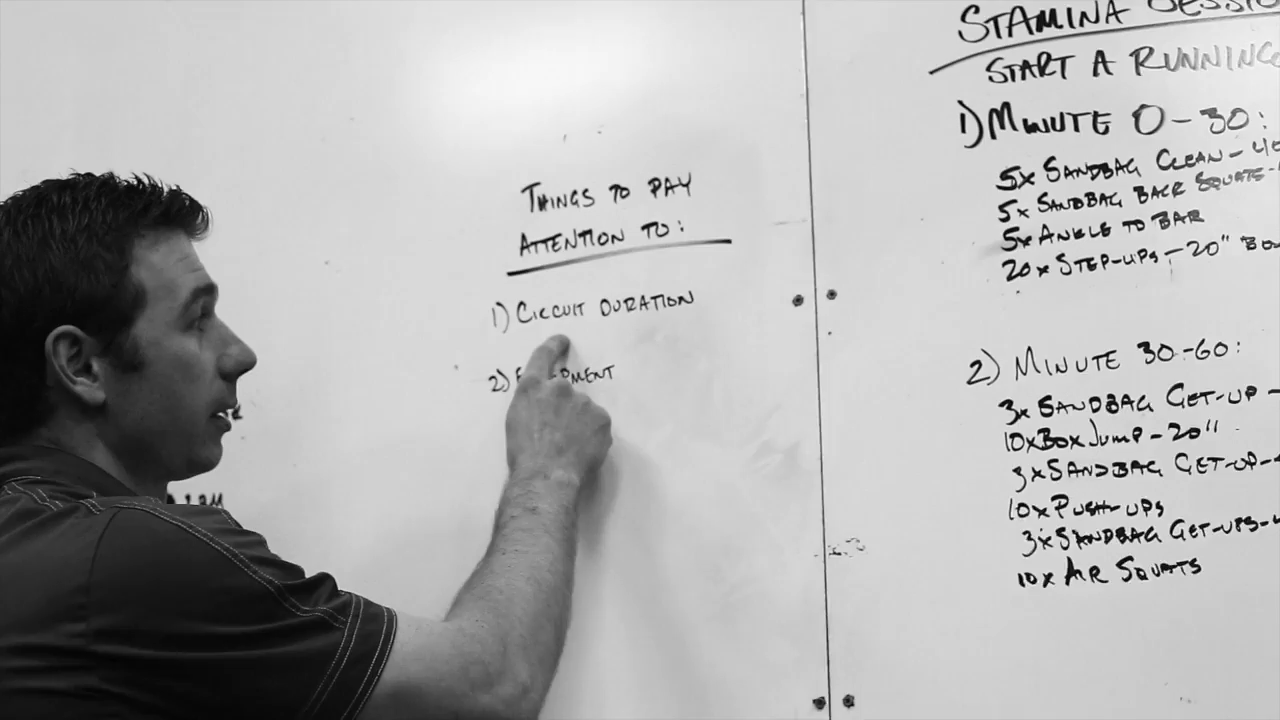 THINGS TO PAY
ATTENTION TO:
1) CIRCUIT DURATION
2)
STAMINA
START A RUNNING
1) MINUTE 0-30:
5x SANDBAG CLEAN-
5x SANDBAG BACK SQUATS-
5x ANKLE TO BAR
20x STEP-UPS-20"
2) MINUTE 30-60:
3x SANDBAG GET-UP-
10x BOX JUMP-20"
3x SANDBAG GET-UP-
10x PUSH-UPS
3x SANDBAG GET-UPS-
10x AIR SQUATS